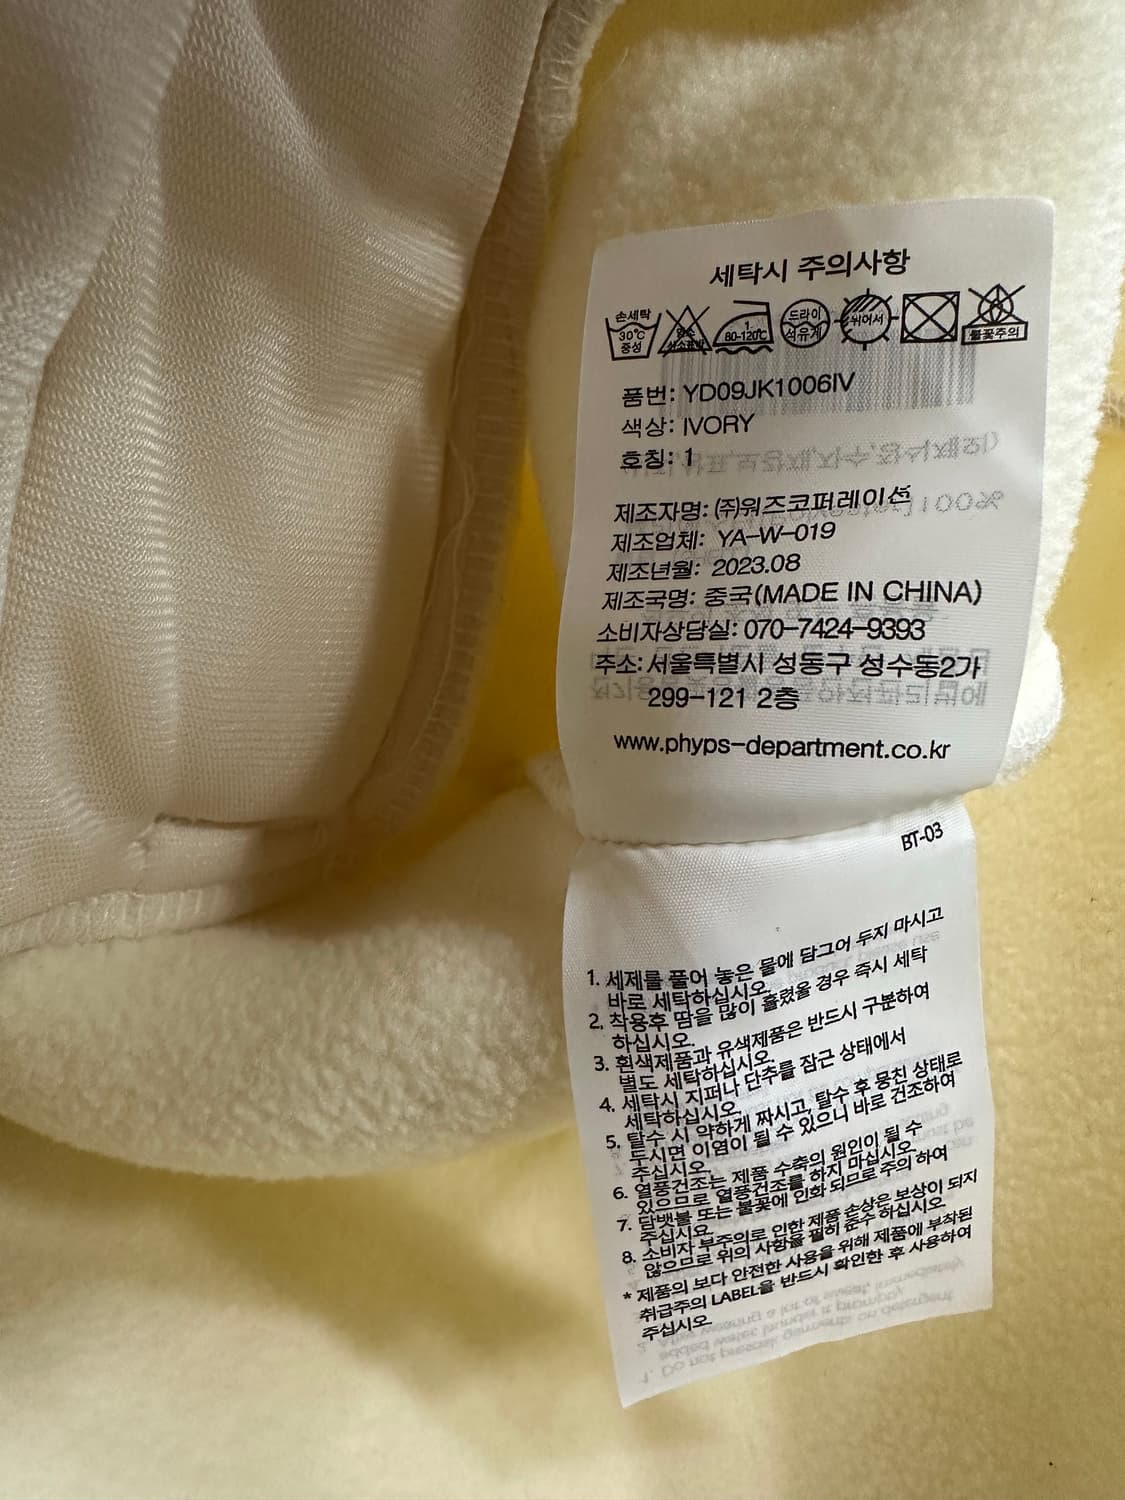 세탁시 주의사항
손세탁
30℃
중성
80-120℃
드라이
석유계
뉘어서
불꽃주의
품번: YD09JK1006IV
색상: IVORY
호칭: 1
제조자명: (주)워즈코퍼레이션
제조업체: YA-W-019
제조년월: 2023.08
제조국명: 중국(MADE IN CHINA)
소비자상담실: 070-7424-9393
주소: 서울특별시 성동구 성수동2가
299-121 2층
www.phyps-department.co.kr
BT-03
1. 세제를 풀어 놓은 물에 담그어 두지 마시고
바로 세탁하십시오.
2. 착용후 땀을 많이 흘렸을 경우 즉시 세탁
하십시오.
3. 흰색제품과 유색제품은 반드시 구분하여
별도 세탁하십시오.
4. 세탁시 지퍼나 단추를 잠근 상태에서
세탁하십시오.
5. 탈수 시 약하게 짜시고, 탈수 후 뭉친 상태로
두시면 이염이 될 수 있으니 바로 건조하여
주십시오.
6. 열풍건조는 제품 수축의 원인이 될 수
있으므로 열풍건조를 하지 마십시오.
7. 담뱃불 또는 불꽃에 인화 되므로 주의 하여
주십시요.
8. 소비자 부주의로 인한 제품 손상은 보상이 되지
않으므로 위의 사항을 필히 준수 하십시오.
* 제품의 보다 안전한 사용을 위해 제품에 부착된
취급주의 LABEL을 반드시 확인한 후 사용하여
주십시오.